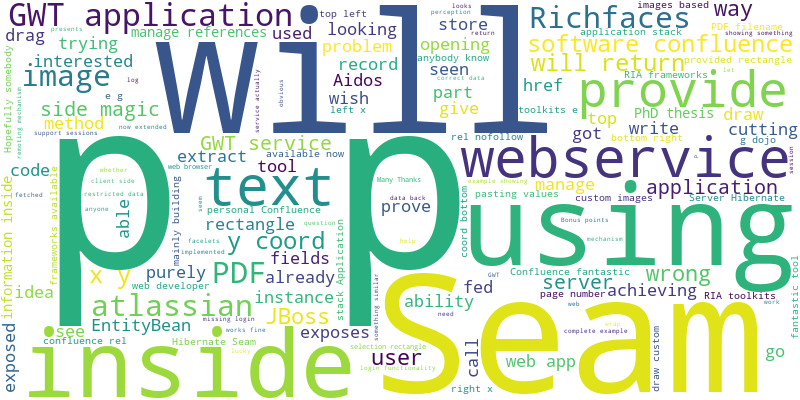 GWT application
will
top left
looks
perception
return
images based
way
PDF filename
showing something
drag
manage references
used
looking
store
Richfaces
application stack
trying
problem
opening
anybody know
software confluence
provided rectangle
presents
interested
record
seen
correct data
will return
RIA frameworks
let
image
log
Aidos
part
href
toolkits e
provide
Hopefully somebody
e g
wish
give
PhD thesis
draw
side magic
service actually
obvious
left x
top
bottom right
method
support sessions
GWT service
rel nofollow
got
write
cutting
g dojo
remoting mechanism
now extended
code
extract
available now
webservice
session
P
web browser
tool
client side
whether
text
Many Thanks
data back
example showing
manage
application
restricted data
pasting values
custom images
Server Hibernate
fetched
anyone
able
mainly building
seem
personal Confluence
prove
Bonus points
using
p
p
Information inside
frameworks available
rectangle
question
mechanism
web developer
facelets
y coord
coord bottom
idea
implemented
fields
purely
help
x y
PDF
already
Confluence fantastic
wrong
GWT
web
work
server
achieving
fantastic tool
see
atlassian
instance
stack Application
something similar
fed
ability
page number
RIA toolkits
missing login
need
complete example
EntityBean
works fine
JBoss
exposes
call
wrap
confluence rel
Hibernate Seam
selection rectangle
user
Seam
web app
draw custom
go
exposed
inside
lucky
login functionality
right x